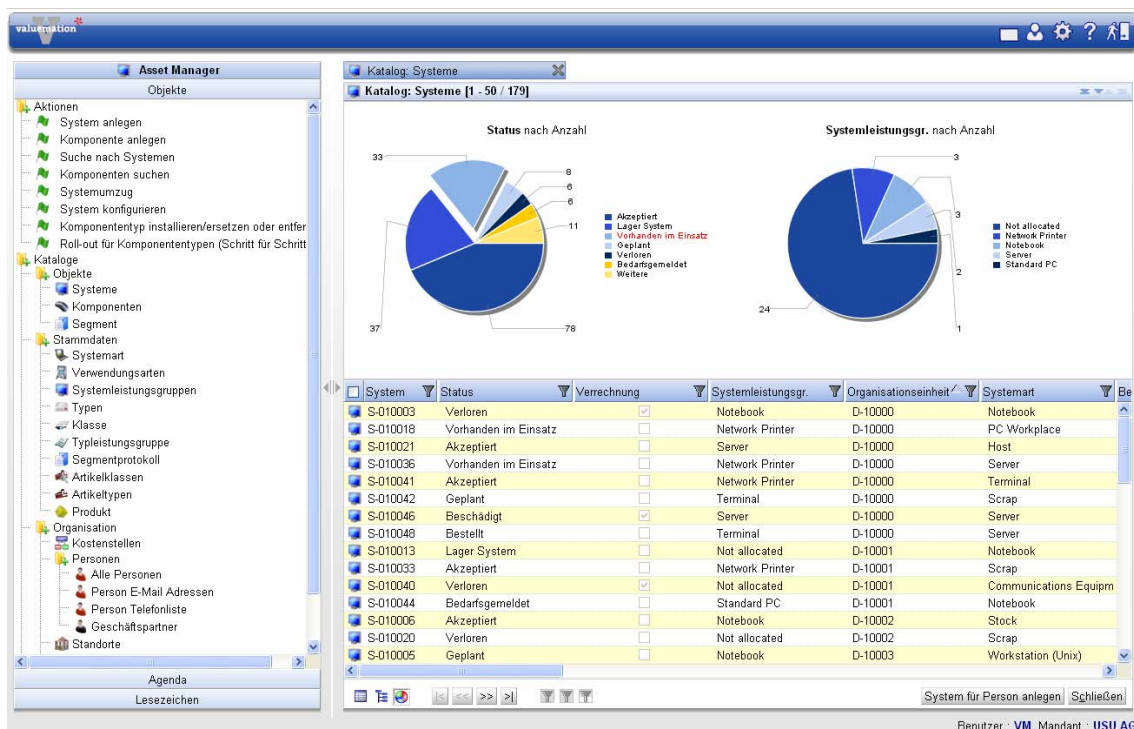 valuemation
Asset Manager
Objekte
Aktionen
System anlegen
Komponente anlegen
Suche nach Systemen
Komponenten suchen
Systemumzug
System konfigurieren
Komponententyp installieren/ersetzen oder entfer
Roll-out für Komponententypen (Schritt für Schritt
Kataloge
Objekte
Systeme
Komponenten
Segment
Stammdaten
Systemart
Verwendungsarten
Systemleistungsgruppen
Typen
Klasse
Typleistungsgruppe
Segmentprotokoll
Artikelklassen
Artikeltypen
Produkt
Organisation
Kostenstellen
Personen
Alle Personen
Person E-Mail Adressen
Person Telefonliste
Geschäftspartner
Standorte
Agenda
Lesezeichen
Katalog: Systeme
Katalog: Systeme [1 - 50 / 179]
Status nach Anzahl
33
8
6
6
11
37
78
Akzeptiert
Lager System
Vorhanden im Einsatz
Geplant
Verloren
Bedarfsgemeldet
Weitere
Systemleistungsgr. nach Anzahl
3
3
2
1
24
Not allocated
Network Printer
Notebook
Server
Standard PC
System Status Verrechnung Systemleistungsgr. Organisationseinheit Systemart Be
S-010003 Verloren Notebook D-10000 Notebook
S-010018 Vorhanden im Einsatz Network Printer D-10000 PC Workplace
S-010021 Akzeptiert Server D-10000 Host
S-010036 Vorhanden im Einsatz Network Printer D-10000 Server
S-010041 Akzeptiert Network Printer D-10000 Terminal
S-010042 Geplant Terminal D-10000 Scrap
S-010046 Beschädigt Server D-10000 Server
S-010048 Bestellt Terminal D-10000 Server
S-010013 Lager System Not allocated D-10001 Notebook
S-010033 Akzeptiert Network Printer D-10001 Scrap
S-010040 Verloren Not allocated D-10001 Communications Equipm
S-010044 Bedarfsgemeldet Standard PC D-10001 Notebook
S-010006 Akzeptiert Notebook D-10002 Stock
S-010020 Verloren Not allocated D-10002 Scrap
S-010005 Geplant Notebook D-10003 Workstation (Unix)
|< << >> >|
System für Person anlegen Schließen
Benutzer : VM Mandant : USU AG